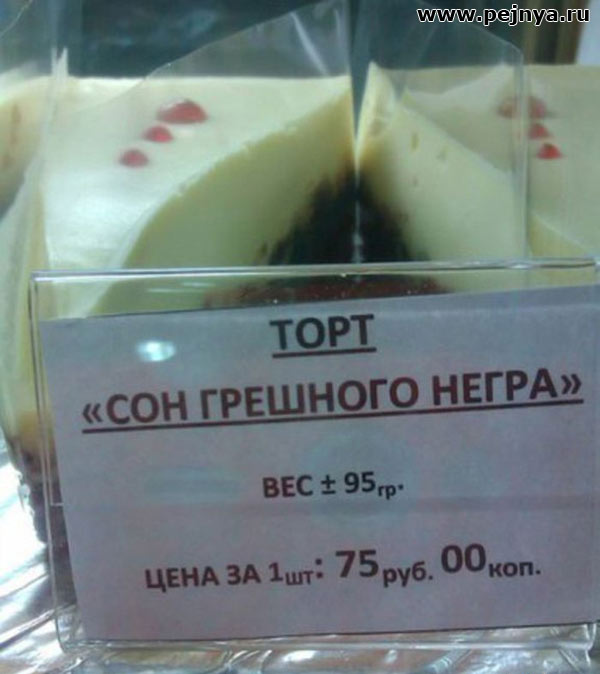 www.pejnya.ru
ТОРТ
«СОН ГРЕШНОГО НЕГРА»
ВЕС ± 95гр.
ЦЕНА ЗА 1шт: 75руб. 00коп.